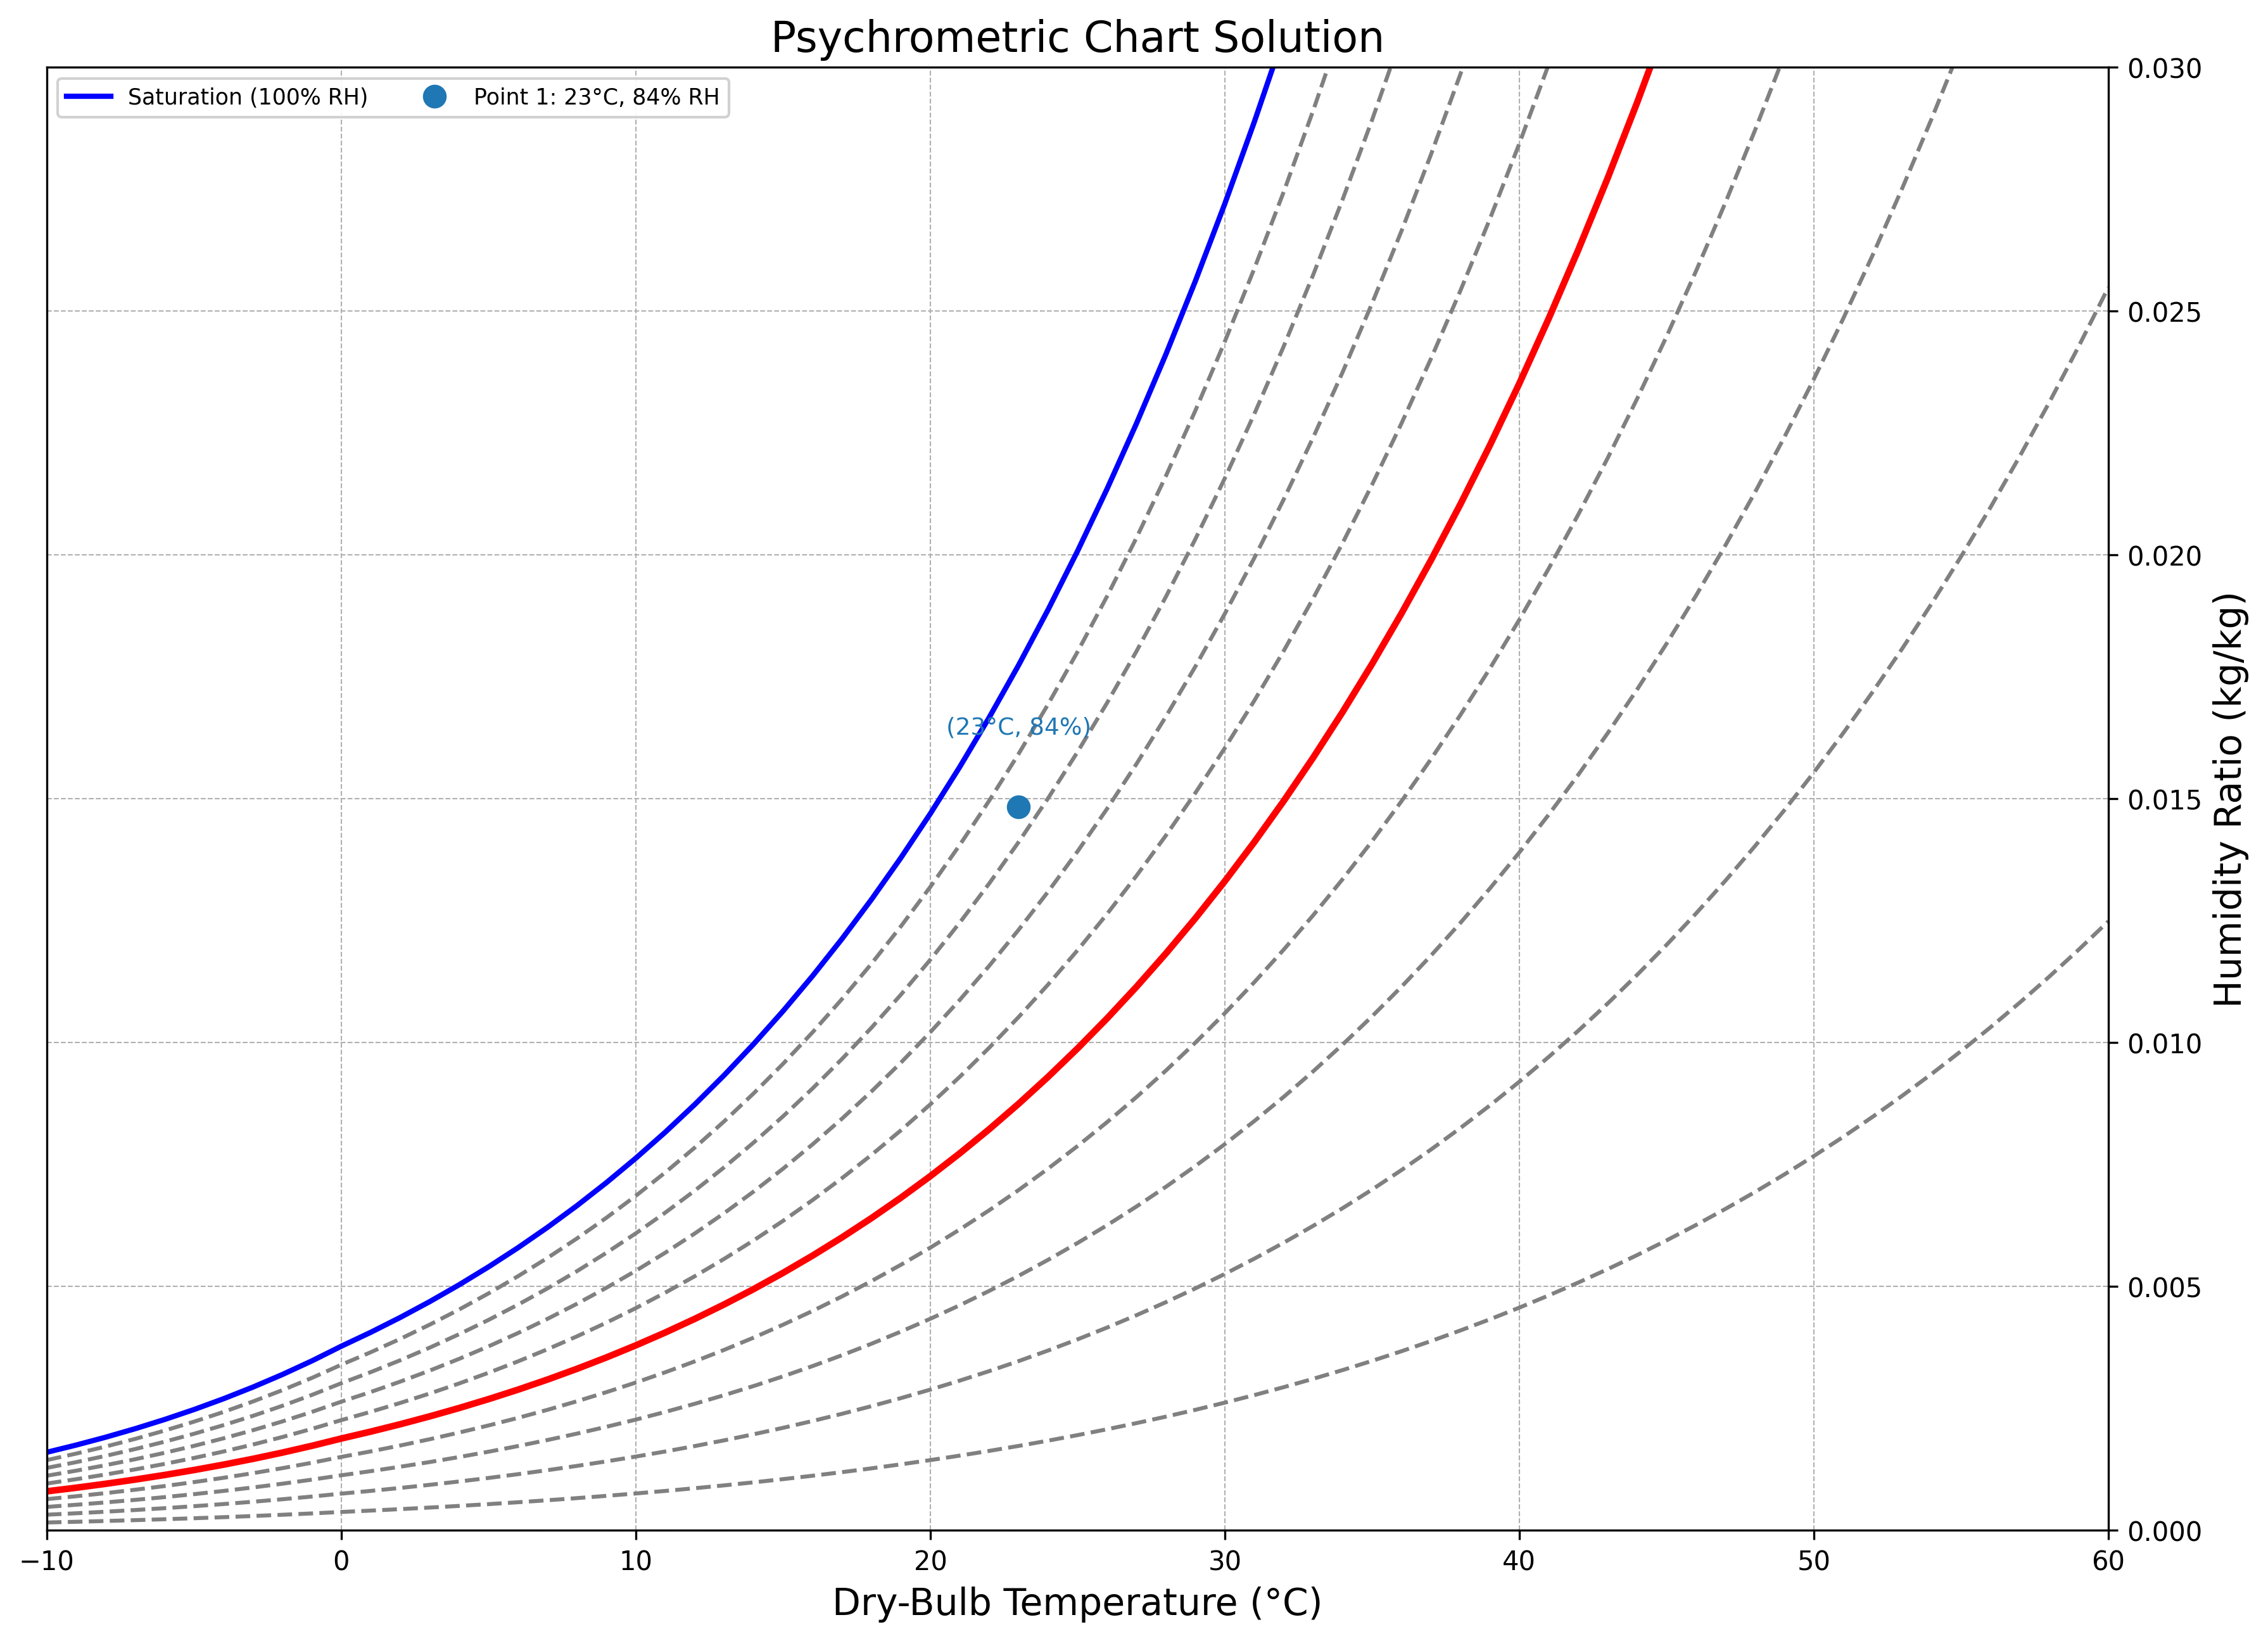 Psychrometric Chart Solution
Saturation (100% RH)
Point 1: 23°C, 84% RH
(23°C, 84%)
0.030
0.025
0.020
0.015
0.010
0.005
0.000
Humidity Ratio (kg/kg)
−10 0 10 20 30 40 50 60
Dry-Bulb Temperature (°C)